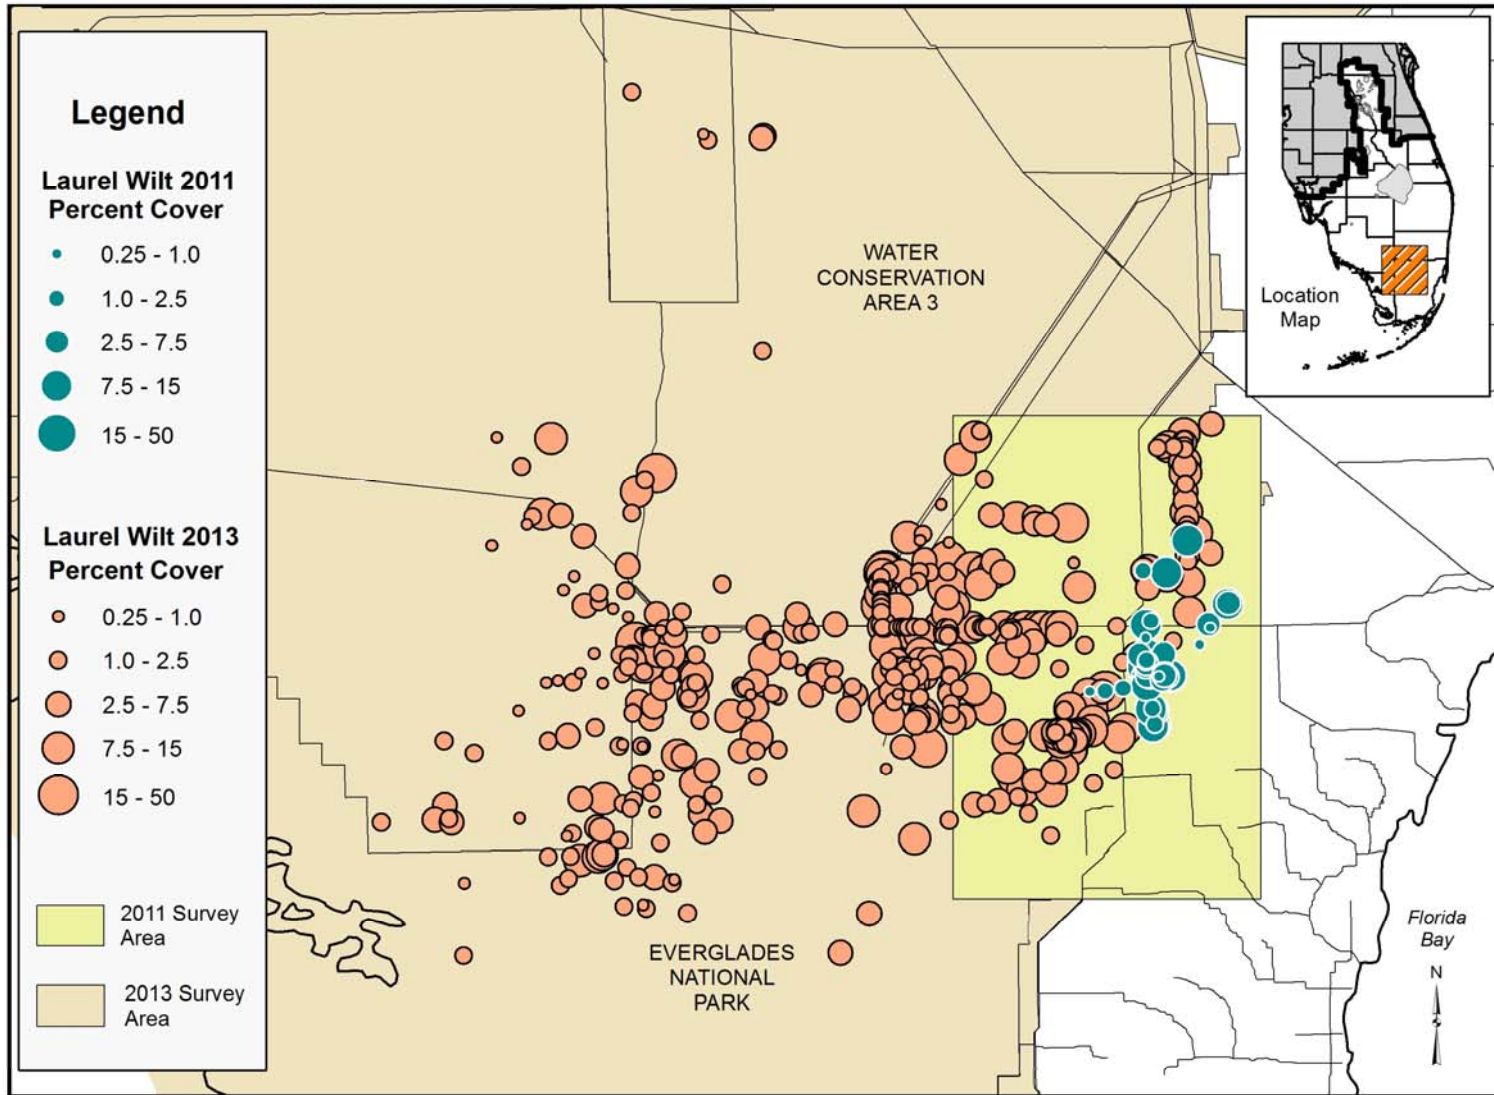 Legend
Laurel Wilt 2011
Percent Cover
0.25 - 1.0
1.0 - 2.5
2.5 - 7.5
7.5 - 15
15 - 50
Laurel Wilt 2013
Percent Cover
0.25 - 1.0
1.0 - 2.5
2.5 - 7.5
7.5 - 15
15 - 50
2011 Survey
Area
2013 Survey
Area
WATER
CONSERVATION
AREA 3
EVERGLADES
NATIONAL
PARK
Location
Map
Florida
Bay
N